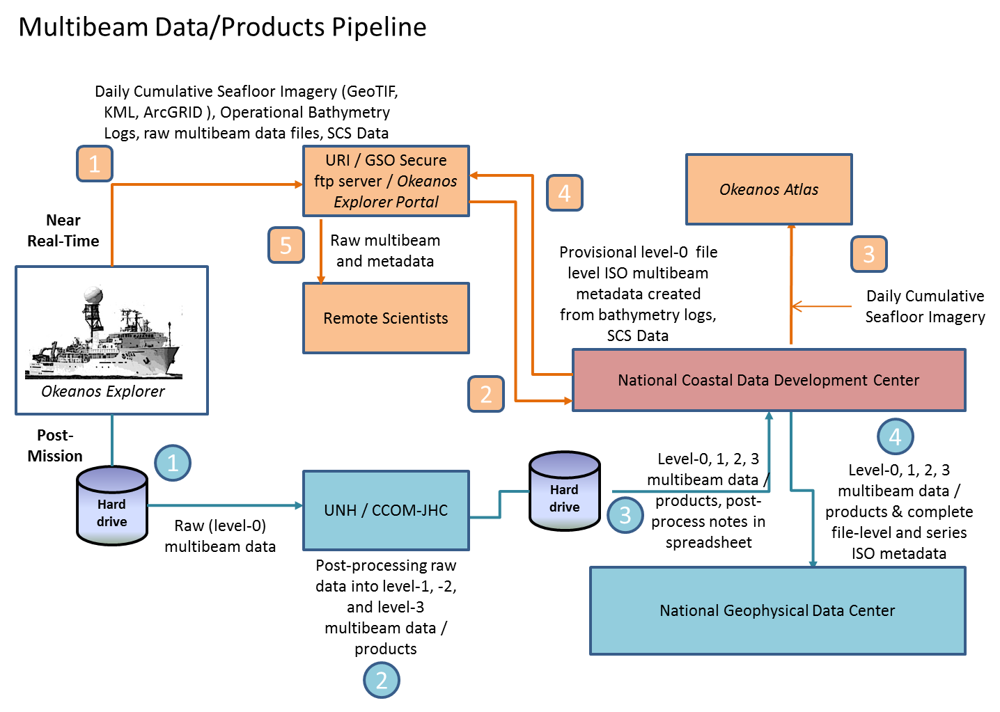 Multibeam Data/Products Pipeline
Daily Cumulative Seafloor Imagery (GeoTIF,
KML, ArcGRID ), Operational Bathymetry
Logs, raw multibeam data files, SCS Data
1
URI / GSO Secure
ftp server / Okeanos
Explorer Portal
4
Okeanos Atlas
Near
Real-Time
5
Raw multibeam
and metadata
Provisional level-0 file
level ISO multibeam
metadata created
from bathymetry logs,
SCS Data
3
Daily Cumulative
Seafloor Imagery
Remote Scientists
Okeanos Explorer
2
National Coastal Data Development Center
Post-
Mission
1
Hard
drive
Raw (level-0)
multibeam data
UNH / CCOM-JHC
Post-processing raw
data into level-1, -2,
and level-3
multibeam data /
products
2
Hard
drive
3
Level-0, 1, 2, 3
multibeam data /
products, post-
process notes in
spreadsheet
4
Level-0, 1, 2, 3
multibeam data /
products & complete
file-level and series
ISO metadata
National Geophysical Data Center